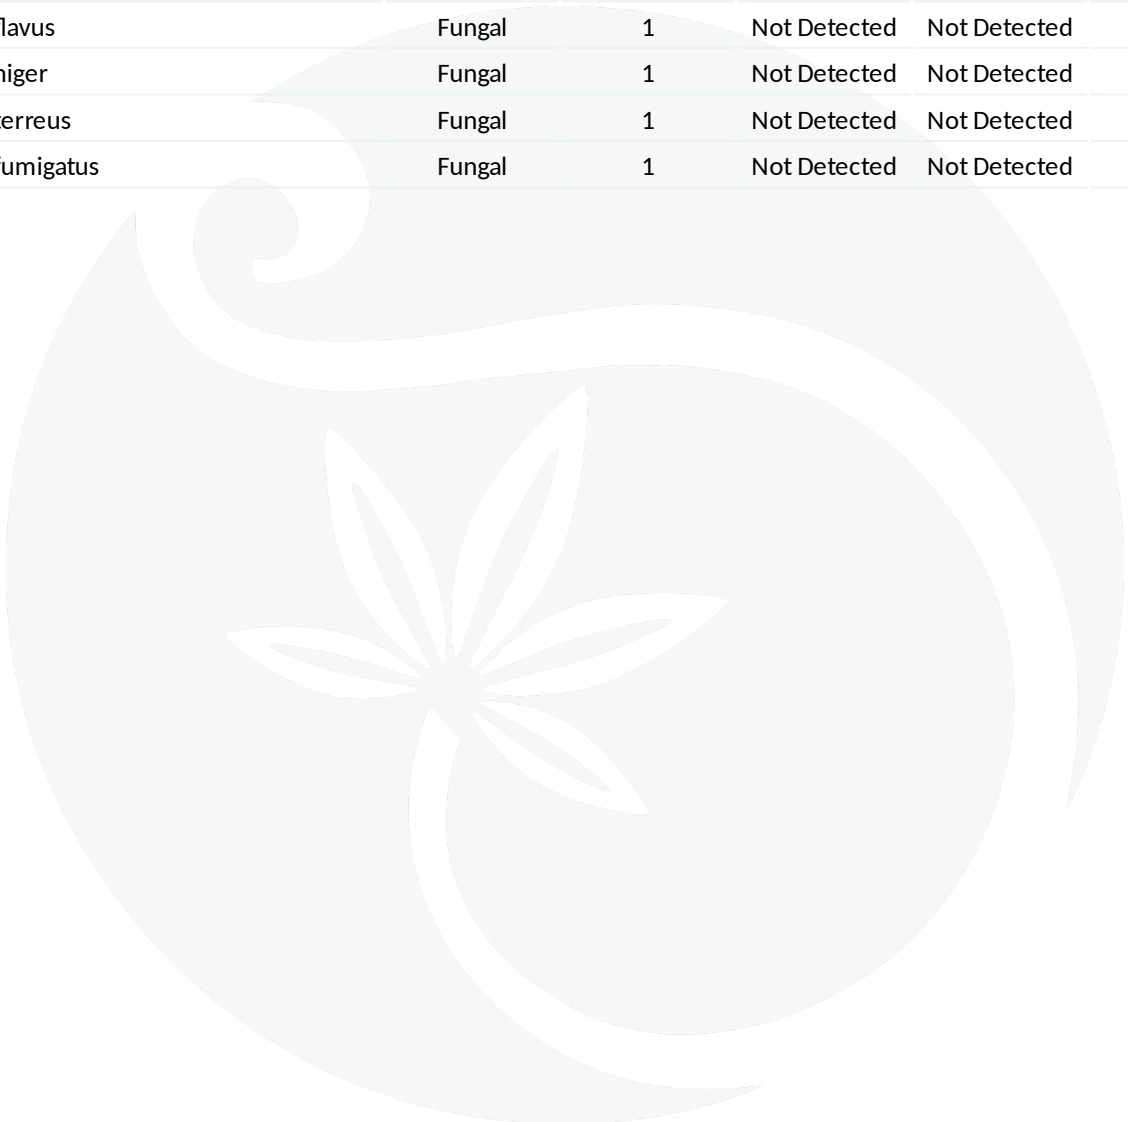 flavus Fungal 1 Not Detected Not Detected
niger Fungal 1 Not Detected Not Detected
terreus Fungal 1 Not Detected Not Detected
fumigatus Fungal 1 Not Detected Not Detected